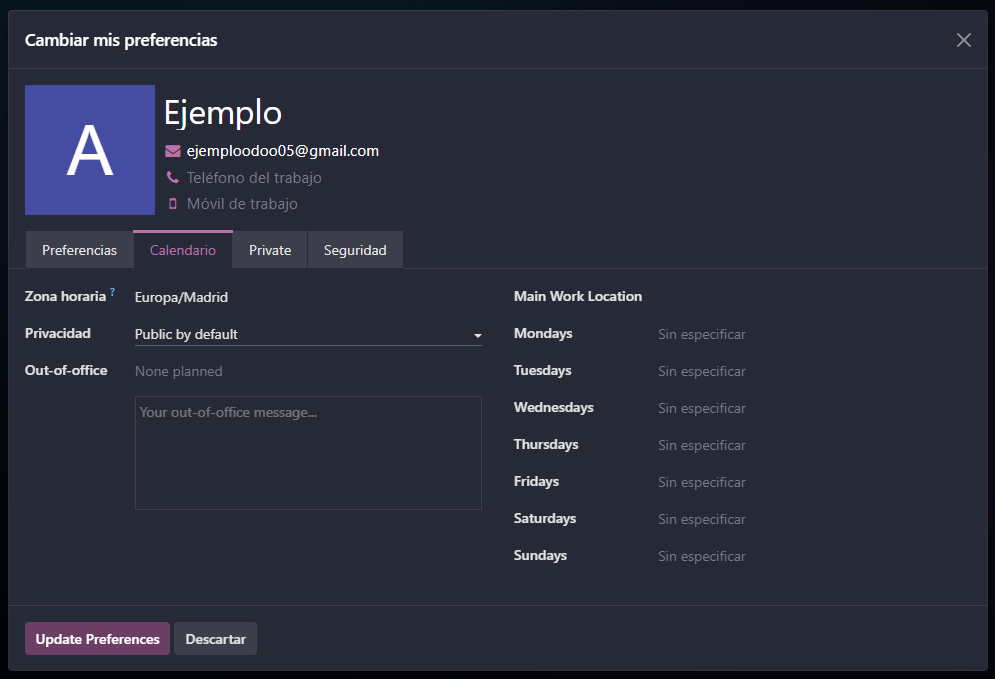 Cambiar mis preferencias
A
Ejemplo
ejemploodoo05@gmail.com
Teléfono del trabajo
Móvil de trabajo
Preferencias Calendario Private Seguridad
Zona horaria ? Europa/Madrid
Privacidad Public by default
Out-of-office None planned
Your out-of-office message...
Main Work Location
Mondays Sin especificar
Tuesdays Sin especificar
Wednesdays Sin especificar
Thursdays Sin especificar
Fridays Sin especificar
Saturdays Sin especificar
Sundays Sin especificar
Update Preferences Descartar